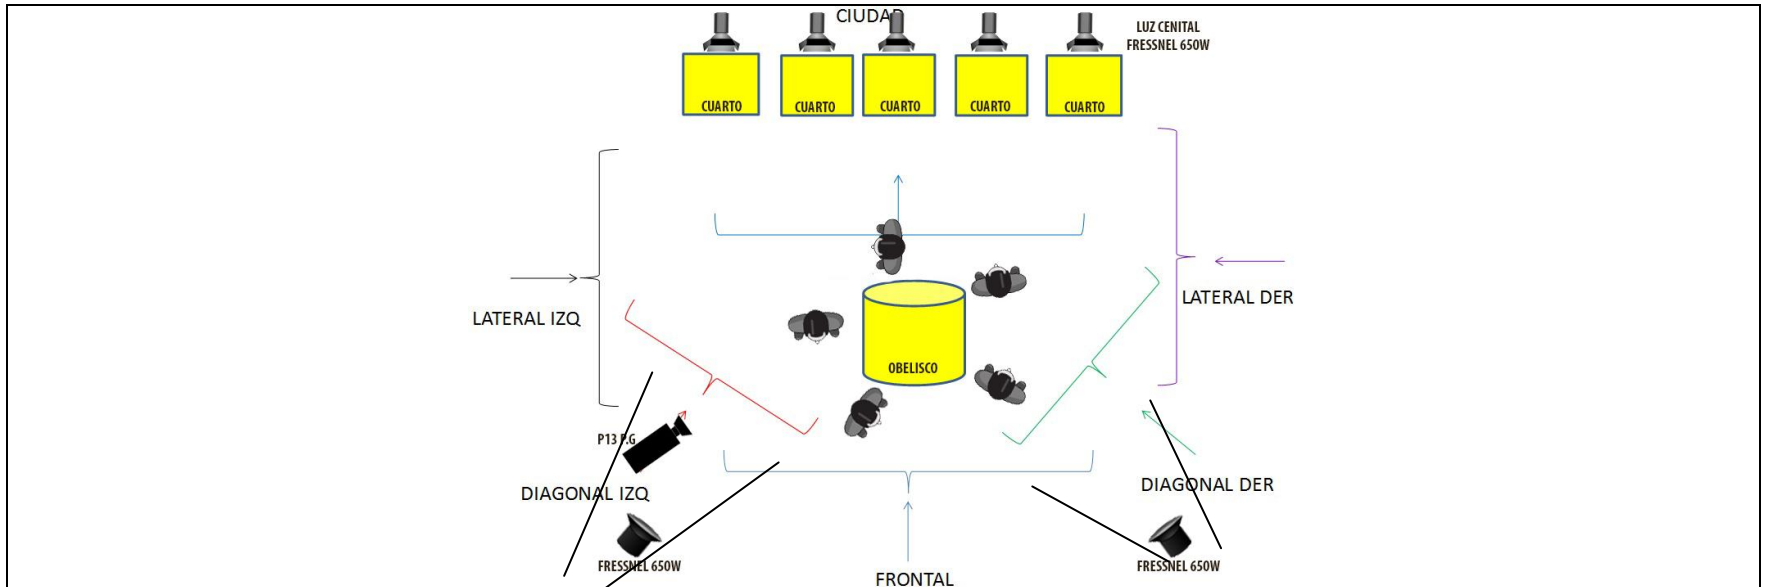 CIUDAD
LUZ CENITAL
FRESSNEL 650W
CUARTO
CUARTO
CUARTO
CUARTO
CUARTO
LATERAL DER
LATERAL IZQ
OBELISCO
P13 P.G
DIAGONAL IZQ
DIAGONAL DER
FRESSNEL 650W
FRESSNEL 650W
FRONTAL